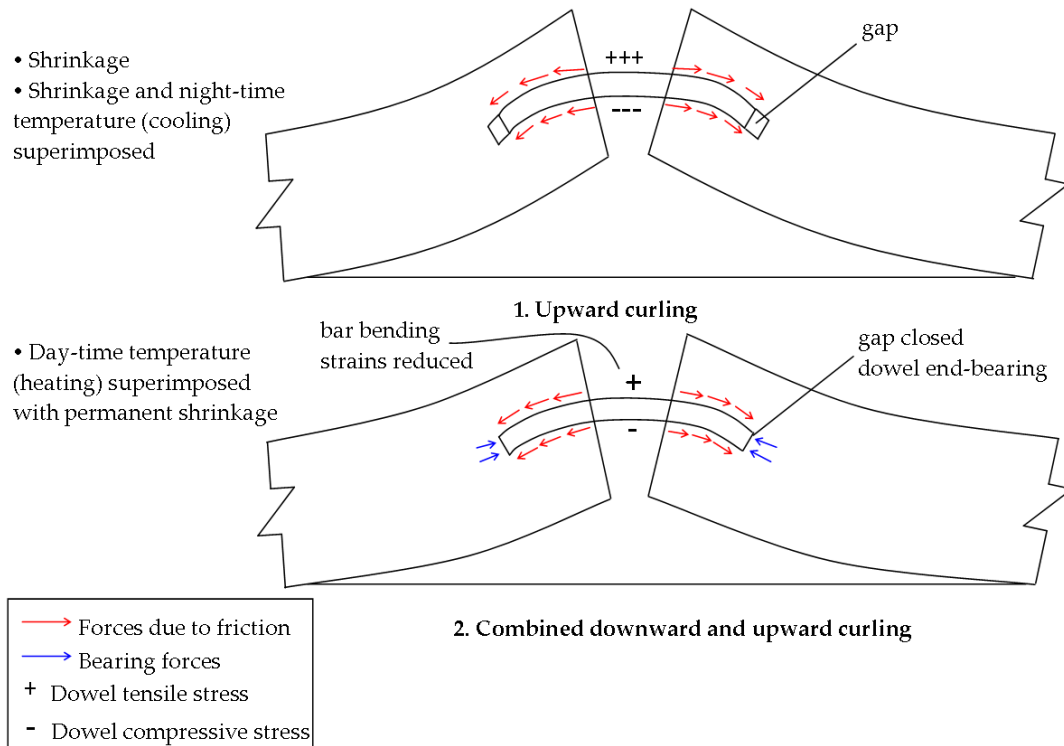 • Shrinkage
• Shrinkage and night-time
temperature (cooling)
superimposed
+++
---
gap
1. Upward curling
• Day-time temperature
(heating) superimposed
with permanent shrinkage
bar bending
strains reduced
+
-
gap closed
dowel end-bearing
2. Combined downward and upward curling
Forces due to friction
Bearing forces
+ Dowel tensile stress
- Dowel compressive stress